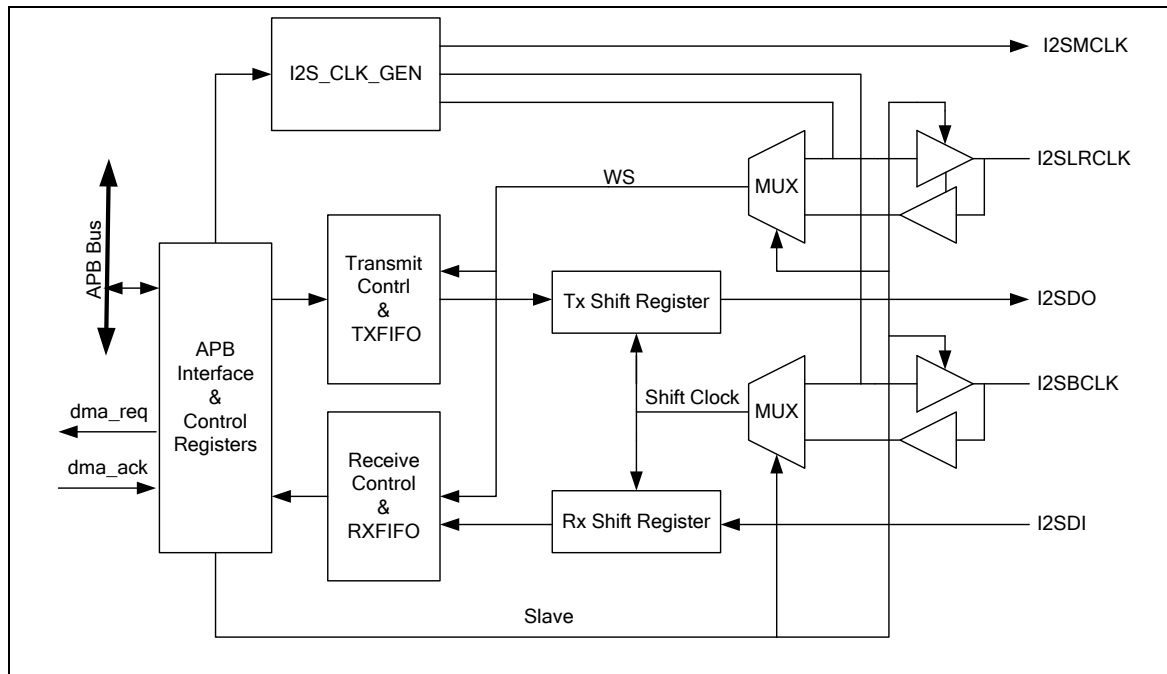 I2SMCLK
I2S_CLK_GEN
I2SLRCLK
MUX
WS
APB Bus
Transmit
Contrl
&
TXFIFO
Tx Shift Register
I2SDO
APB
Interface
&
Control
Registers
Shift Clock
MUX
I2SBCLK
dma_req
dma_ack
Receive
Control
&
RXFIFO
Rx Shift Register
I2SDI
Slave